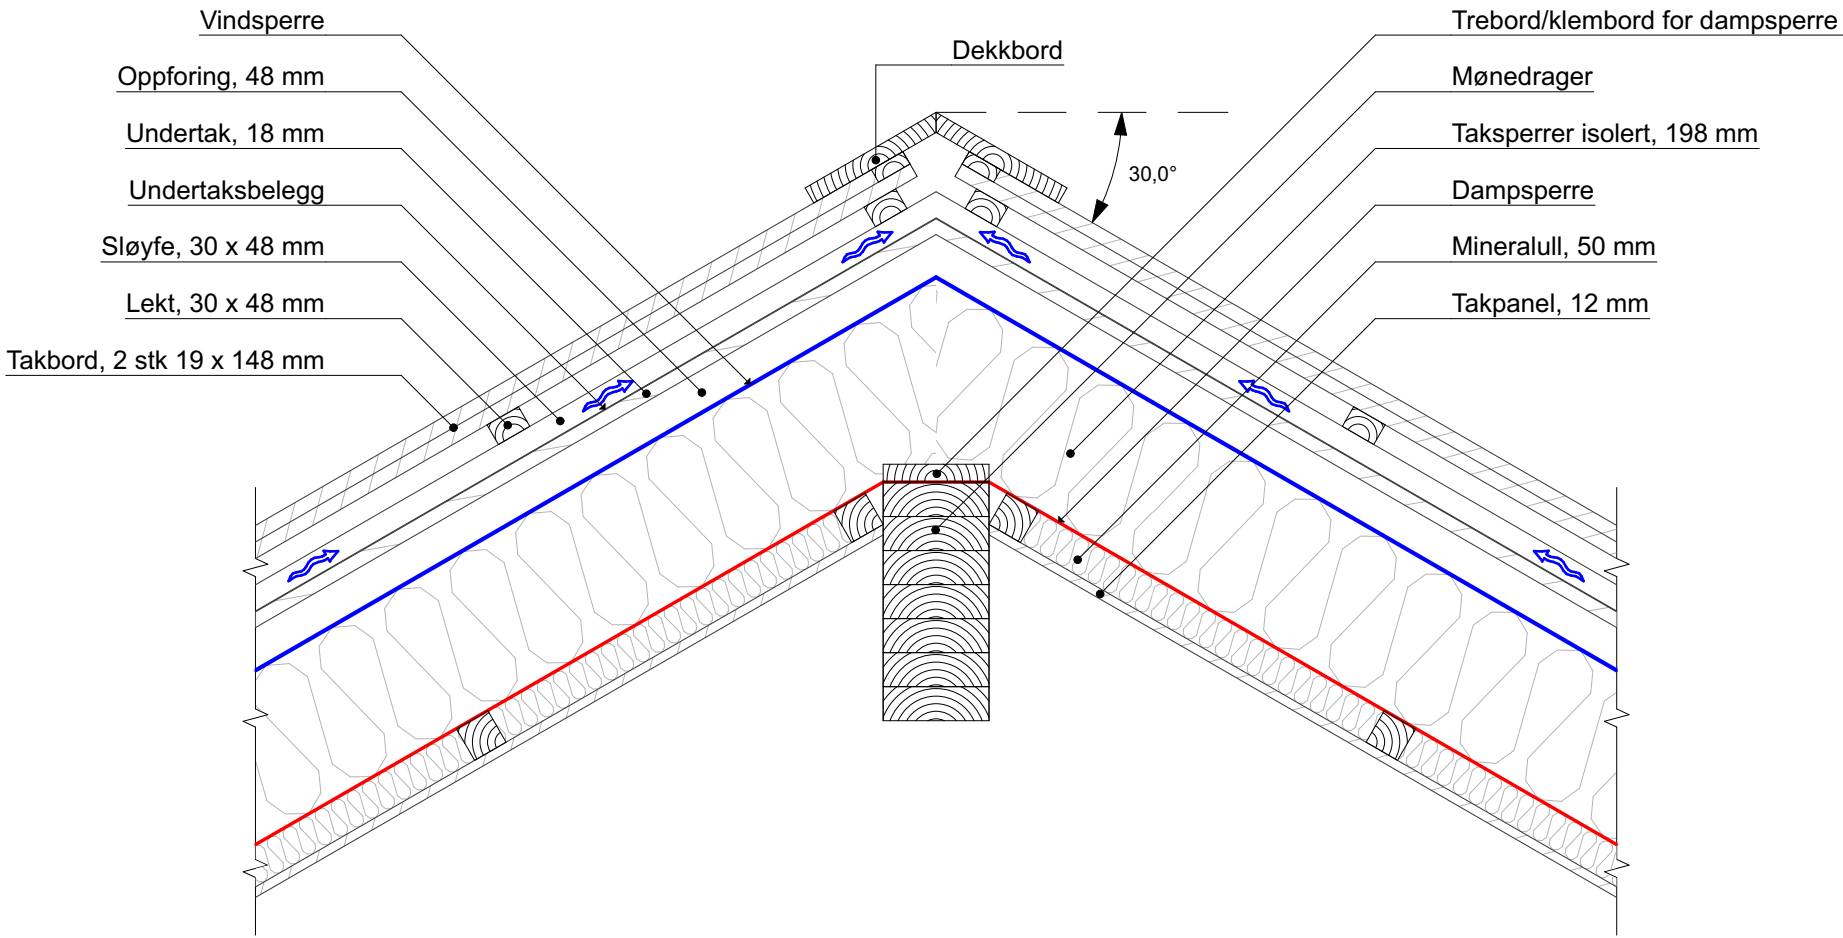 Vindsperre
Oppforing, 48 mm
Undertak, 18 mm
Undertaksbelegg
Sløyfe, 30 x 48 mm
Lekt, 30 x 48 mm
Takbord, 2 stk 19 x 148 mm
Dekkbord
30,0°
Trebord/klembord for dampsperre
Mønedrager
Taksperrer isolert, 198 mm
Dampsperre
Mineralull, 50 mm
Takpanel, 12 mm